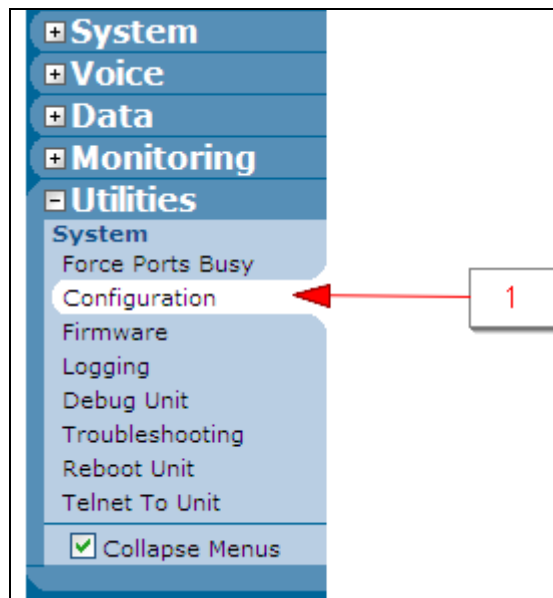 System
Voice
Data
Monitoring
Utilities
System
Force Ports Busy
Configuration
1
Firmware
Logging
Debug Unit
Troubleshooting
Reboot Unit
Telnet To Unit
Collapse Menus